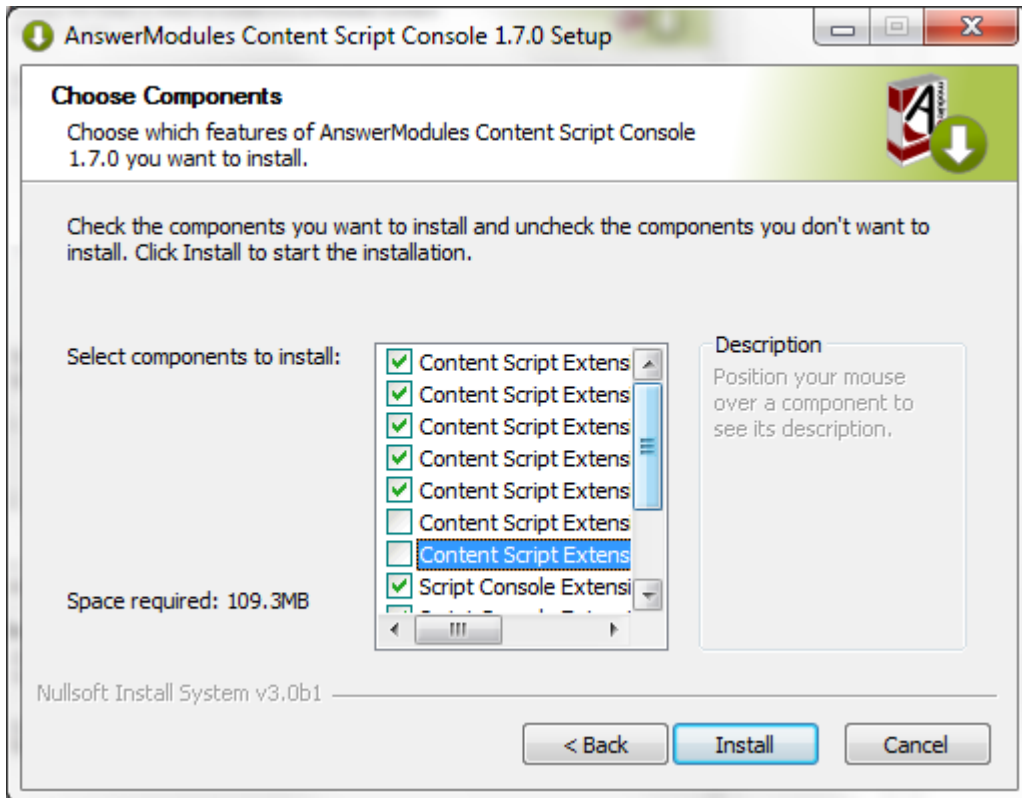 AnswerModules Content Script Console 1.7.0 Setup
Choose Components
Choose which features of AnswerModules Content Script Console
1.7.0 you want to install.
Check the components you want to install and uncheck the components you don't want to
install. Click Install to start the installation.
Select components to install:
Content Script Extens
Content Script Extens
Content Script Extens
Content Script Extens
Content Script Extens
Content Script Extens
Content Script Extens
Script Console Extensi
Description
Position your mouse
over a component to
see its description.
Space required: 109.3MB
Nullsoft Install System v3.0b1
< Back
Install
Cancel